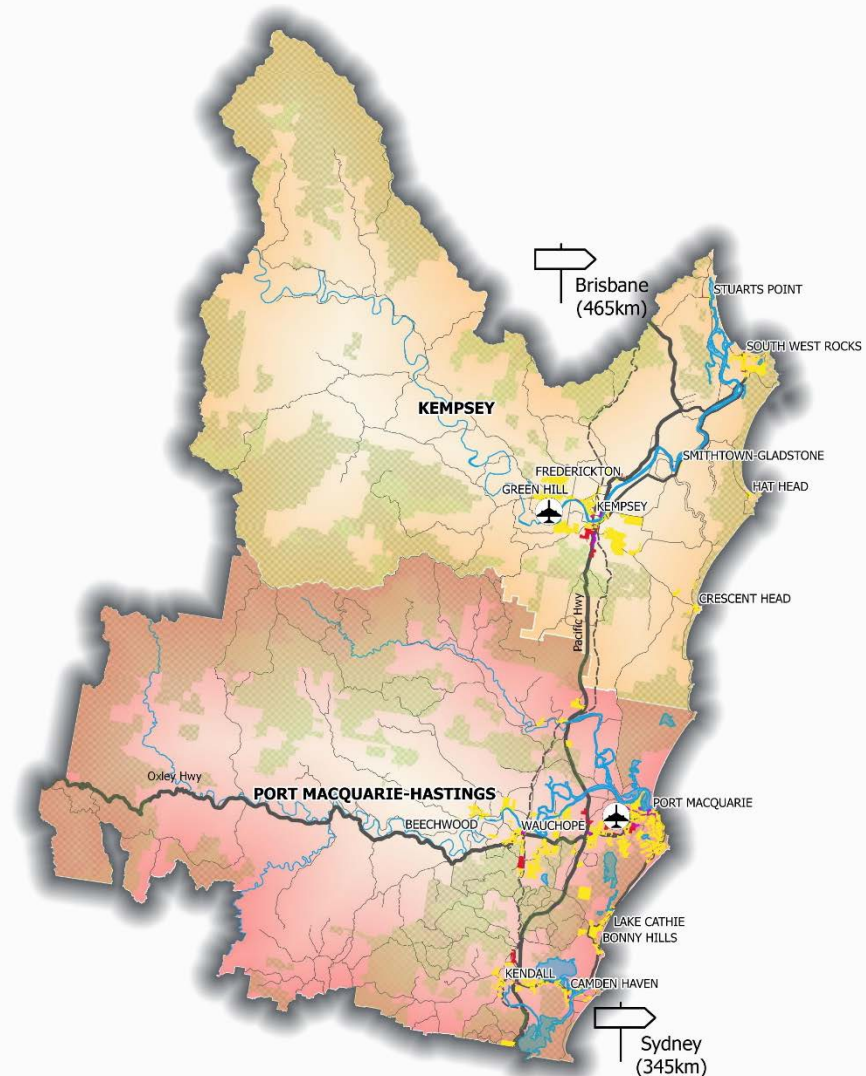 Brisbane
(465km)
STUARTS POINT
SOUTH WEST ROCKS
KEMPSEY
SMITHTOWN-GLADSTONE
FREDERICKTON
HAT HEAD
GREEN HILL
KEMPSEY
CRESCENT HEAD
Pacific Hwy
Oxley Hwy
PORT MACQUARIE-HASTINGS
PORT MACQUARIE
BEECHWOOD
WAUCHOPE
LAKE CATHIE
BONNY HILLS
KENDALL
CAMDEN HAVEN
Sydney
(345km)